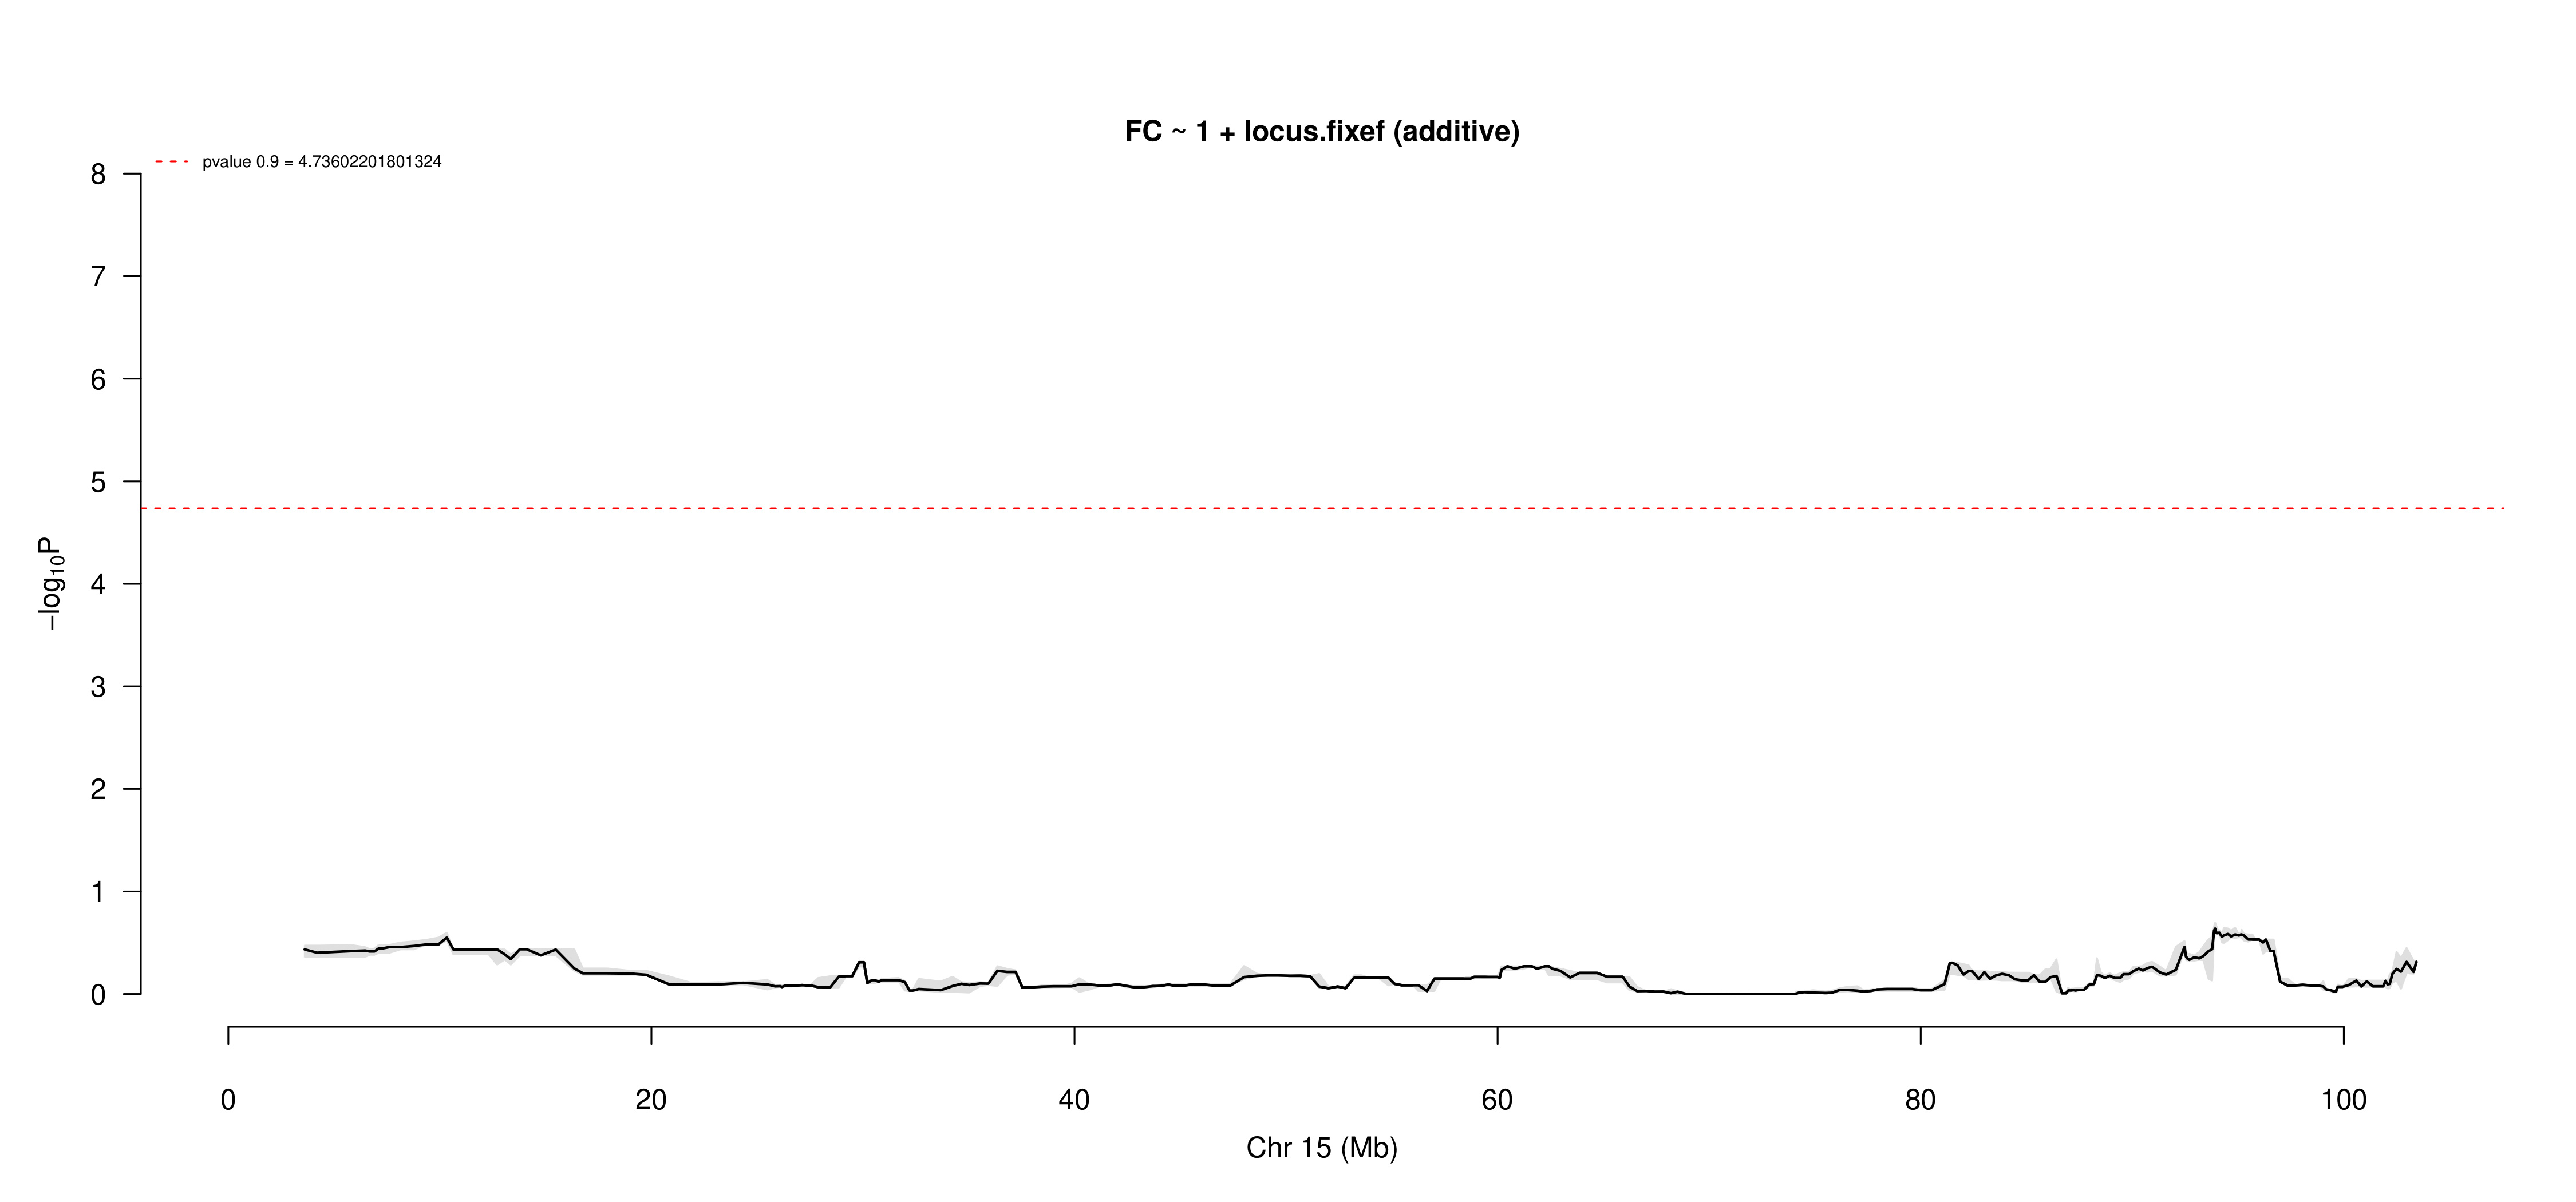 FC ~ 1 + locus.fixef (additive)
pvalue 0.9 = 4.73602201801324
8
7
6
5
4
3
2
1
0
−log10P
0 20 40 60 80 100
Chr 15 (Mb)